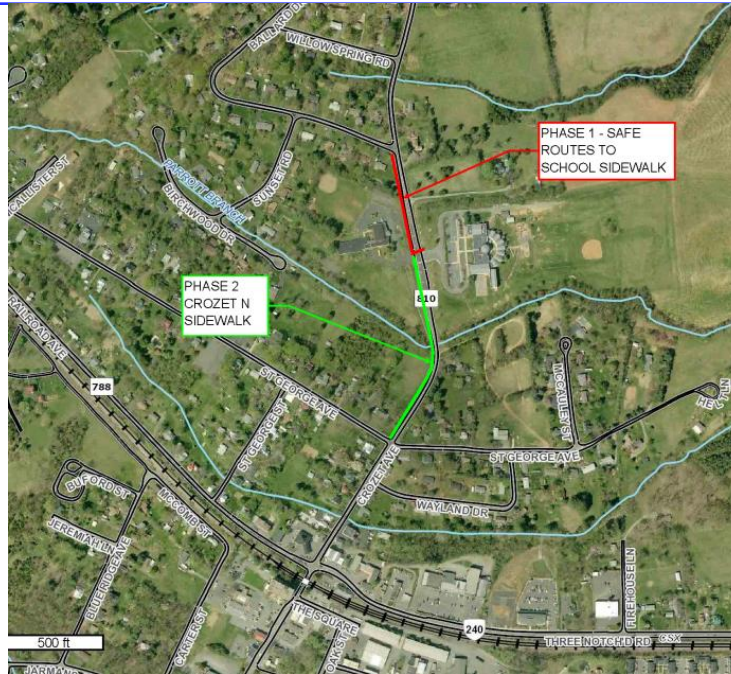 BALLARD DR
WILLOW SPRING RD
PHASE 1 - SAFE
ROUTES TO
SCHOOL SIDEWALK
SUNSET RD
PARROTT BRANCH
BIRCHWOOD DR
PHASE 2
CROZET N
SIDEWALK
810
RAILROAD AVE
788
ST GEORGE AVE
ST GEORGE ST
MCCAULEY ST
ST GEORGE AVE
CROZET AVE
WAYLAND DR
BUFORD ST
MCCOMB ST
JEREMIAH LN
BLUERIDGE AVE
CARTER ST
THE SQUARE
OAK ST
FIREHOUSE LN
240
THREE NOTCH'D RD
CSX
500 ft